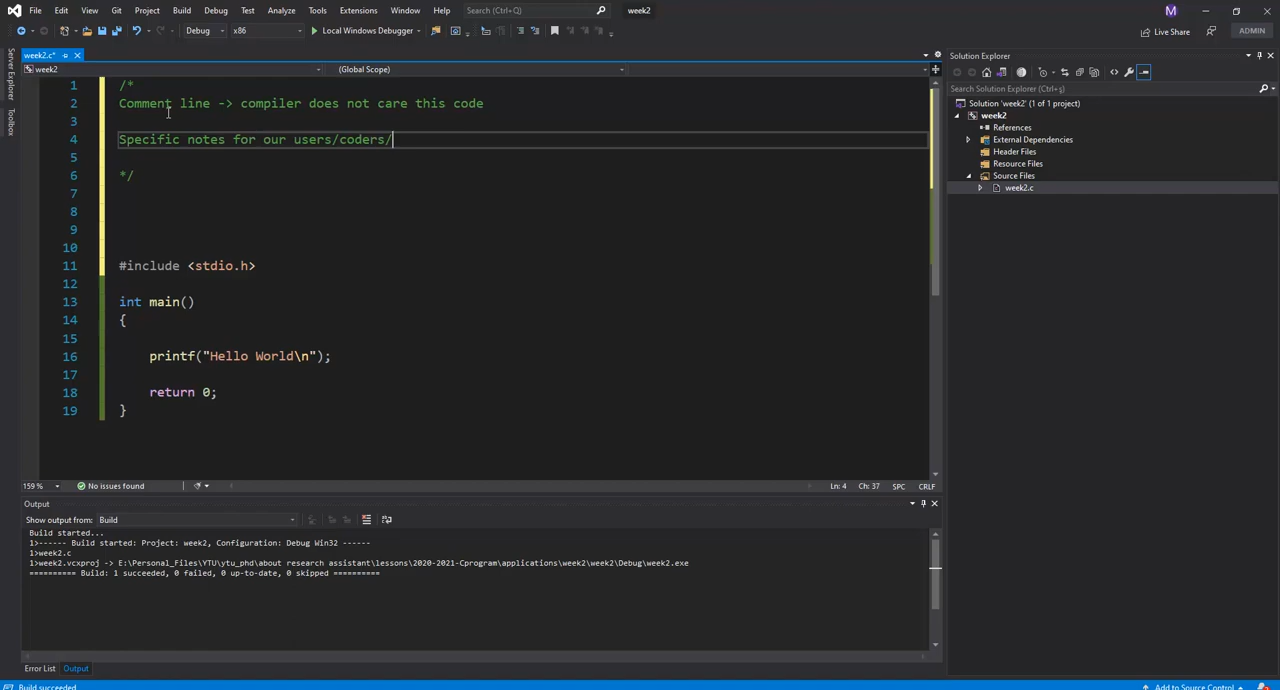 File Edit View Git Project Build Debug Test Analyze Tools Extensions Window Help Search (Ctrl+Q) week2 M
Debug x86 Local Windows Debugger Live Share ADMIN
Server Explorer
Toolbox
week2.c*
week2 (Global Scope)
1 /*
2 Comment line -> compiler does not care this code
3
4 Specific notes for our users/coders/
5
6 */
7
8
9
10
11 #include <stdio.h>
12
13 int main()
14 {
15
16 printf("Hello World\n");
17
18 return 0;
19 }
159 % No issues found Ln: 4 Ch: 37 SPC CRLF
Output
Show output from: Build
Build started...
1>------ Build started: Project: week2, Configuration: Debug Win32 ------
1>week2.c
1>week2.vcxproj -> E:\Personal_Files\YTU\ytu_phd\about research assistant\lessons\2020-2021-Cprogram\applications\week2\week2\Debug\week2.exe
========== Build: 1 succeeded, 0 failed, 0 up-to-date, 0 skipped ==========
Error List Output
Build succeeded
Solution Explorer
Search Solution Explorer (Ctrl+ş)
Solution 'week2' (1 of 1 project)
week2
References
External Dependencies
Header Files
Resource Files
Source Files
week2.c
Add to Source Control